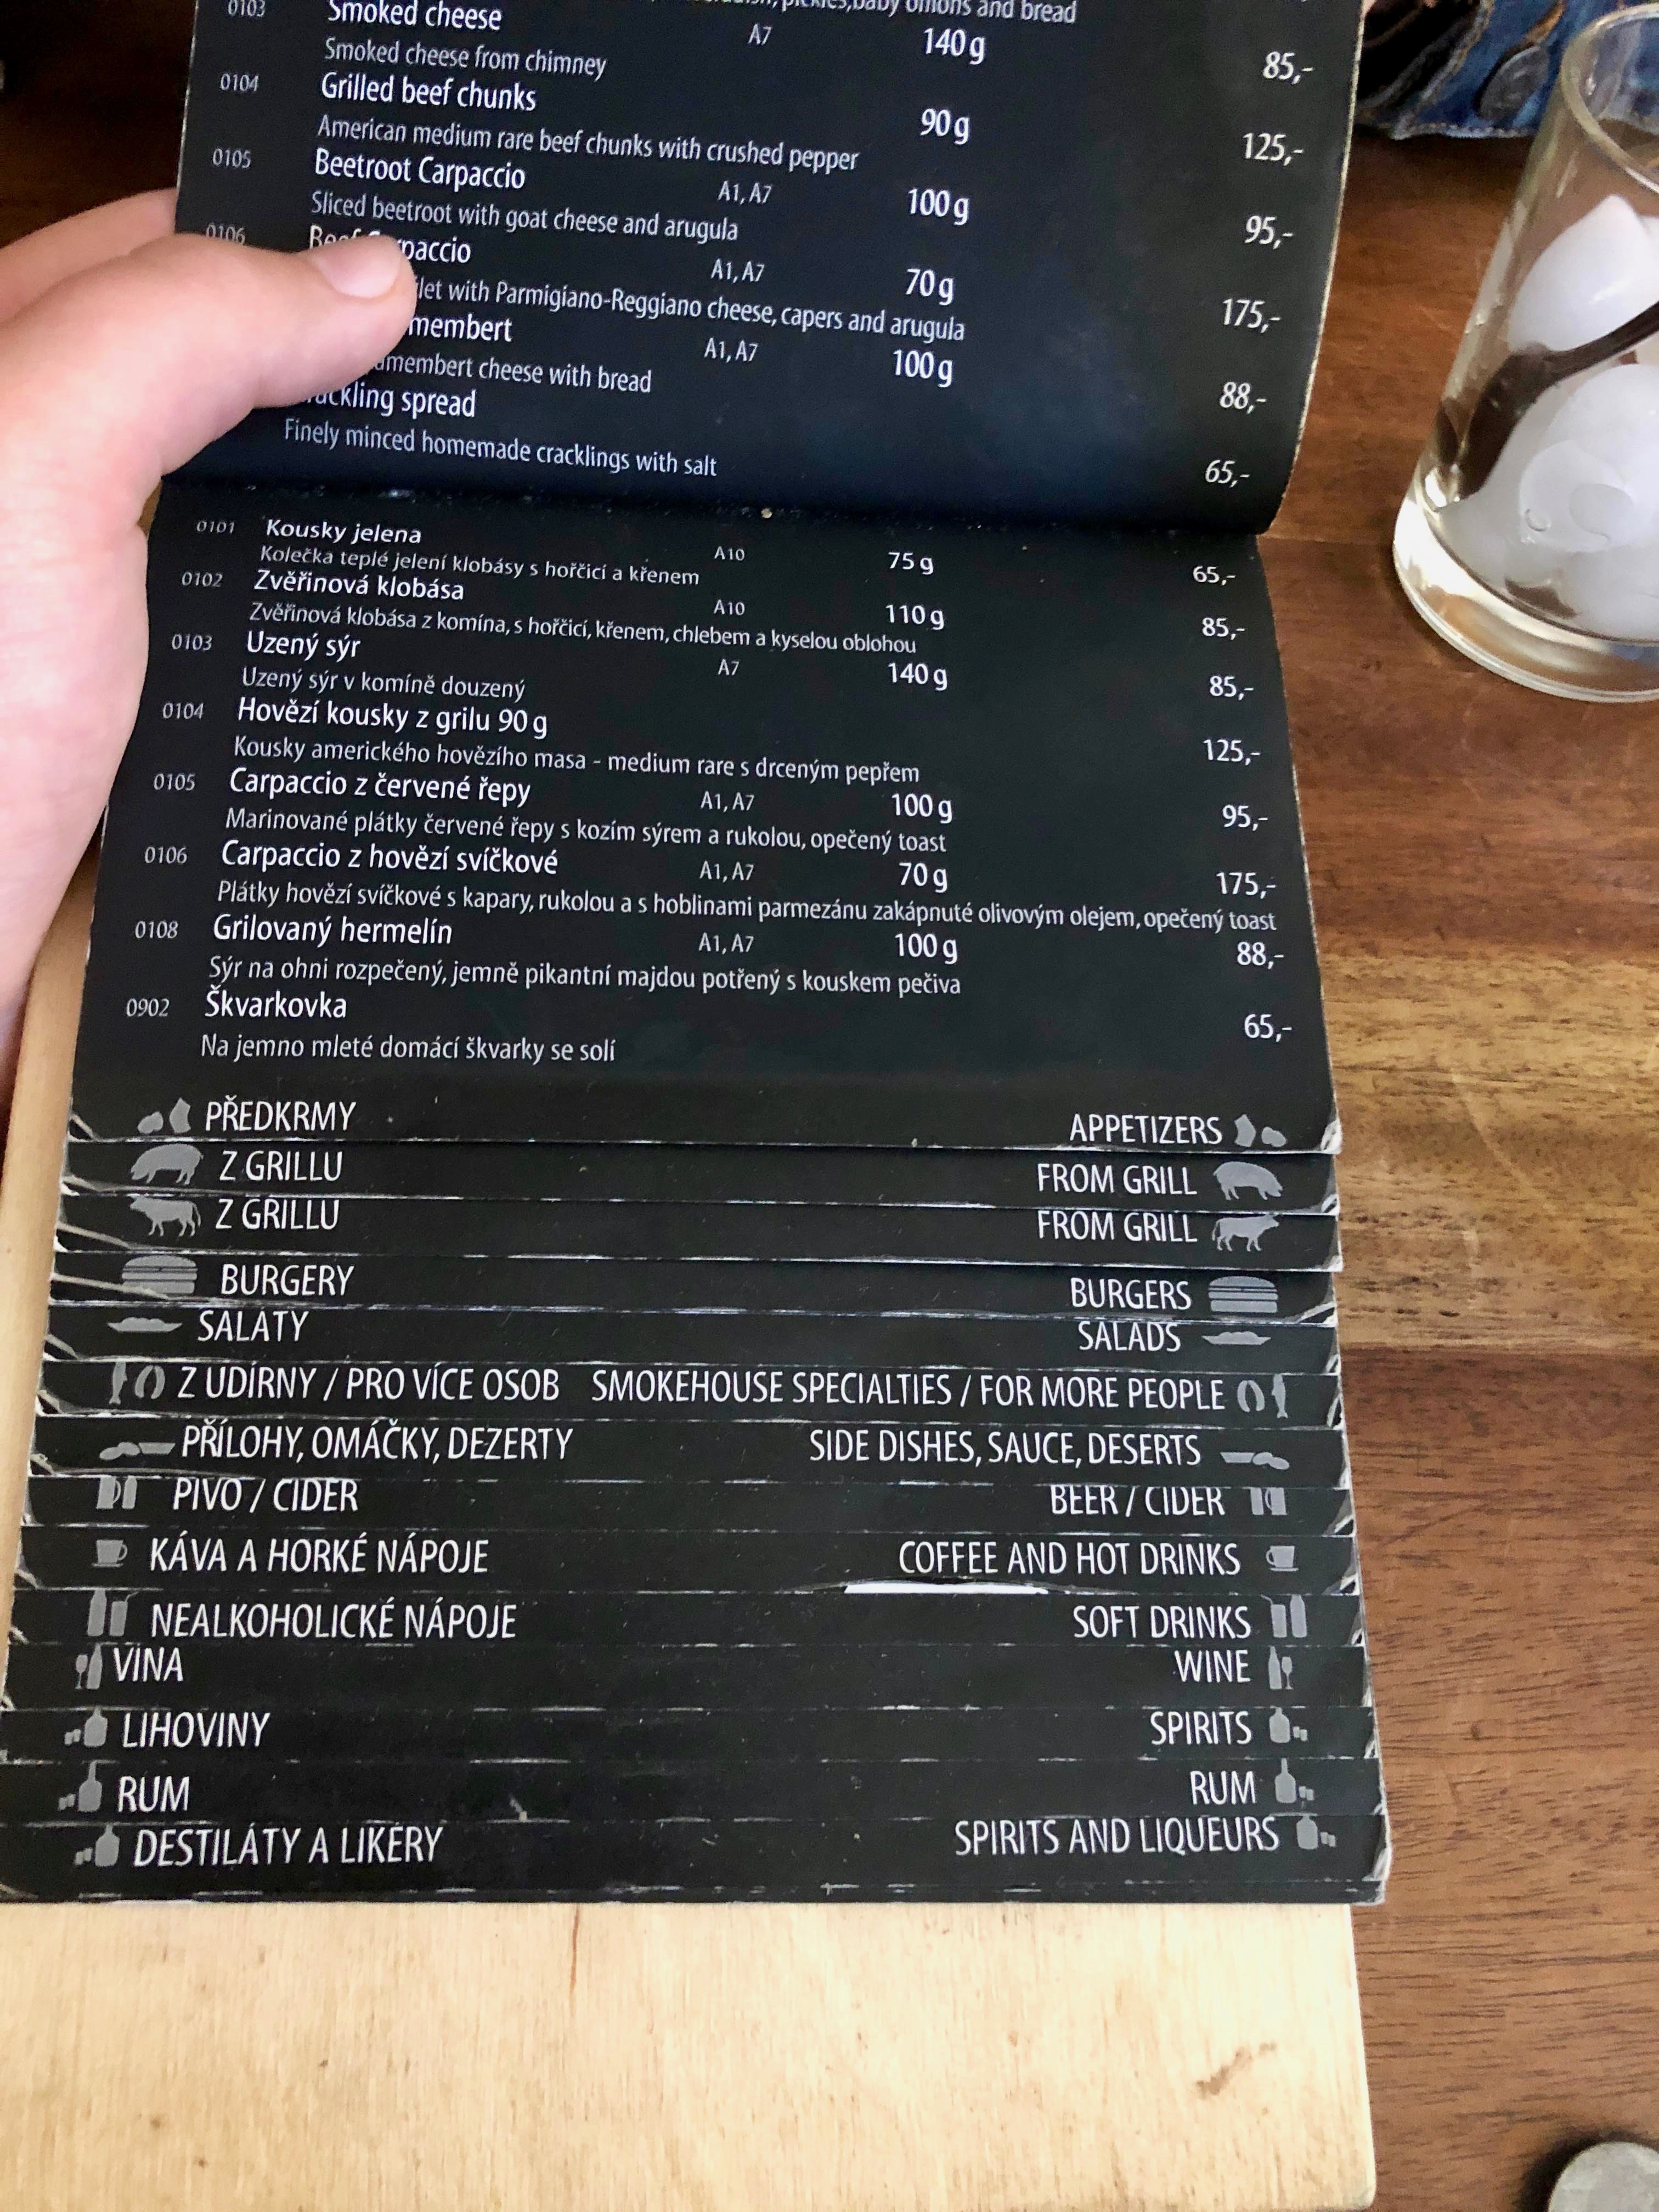 pickles, baby onions and bread
0103 Smoked cheese A7 140 g 85,-
Smoked cheese from chimney
0104 Grilled beef chunks 90 g 125,-
American medium rare beef chunks with crushed pepper
0105 Beetroot Carpaccio A1, A7 100 g 95,-
Sliced beetroot with goat cheese and arugula
0106 Beef Carpaccio A1, A7 70 g 175,-
with Parmigiano-Reggiano cheese, capers and arugula
A1, A7 100 g 88,-
cheese with bread
spread 65,-
Finely minced homemade cracklings with salt
0101 Kousky jelena A10 75 g 65,-
Kolečka teplé jelení klobásy s hořčicí a křenem
0102 Zvěřinová klobása A10 110 g 85,-
Zvěřinová klobása z komína, s hořčicí, křenem, chlebem a kyselou oblohou
0103 Uzený sýr A7 140 g 85,-
Uzený sýr v komíně douzený
0104 Hovězí kousky z grilu 90 g 125,-
Kousky amerického hovězího masa - medium rare s drceným pepřem
0105 Carpaccio z červené řepy A1, A7 100 g 95,-
Marinované plátky červené řepy s kozím sýrem a rukolou, opečený toast
0106 Carpaccio z hovězí svíčkové A1, A7 70 g 175,-
Plátky hovězí svíčkové s kapary, rukolou a s hoblinami parmezánu zakápnuté olivovým olejem, opečený toast
0108 Grilovaný hermelín A1, A7 100 g 88,-
Sýr na ohni rozpečený, jemně pikantní majdou potřený s kouskem pečiva
0902 Škvarkovka 65,-
Na jemno mleté domácí škvarky se solí
PŘEDKRMY APPETIZERS
Z GRILLU FROM GRILL
Z GRILLU FROM GRILL
BURGERY BURGERS
SALÁTY SALADS
Z UDÍRNY / PRO VÍCE OSOB SMOKEHOUSE SPECIALTIES / FOR MORE PEOPLE
PŘÍLOHY, OMÁČKY, DEZERTY SIDE DISHES, SAUCE, DESERTS
PIVO / CIDER BEER / CIDER
KÁVA A HORKÉ NÁPOJE COFFEE AND HOT DRINKS
NEALKOHOLICKÉ NÁPOJE SOFT DRINKS
VÍNA WINE
LIHOVINY SPIRITS
RUM RUM
DESTILÁTY A LIKÉRY SPIRITS AND LIQUEURS